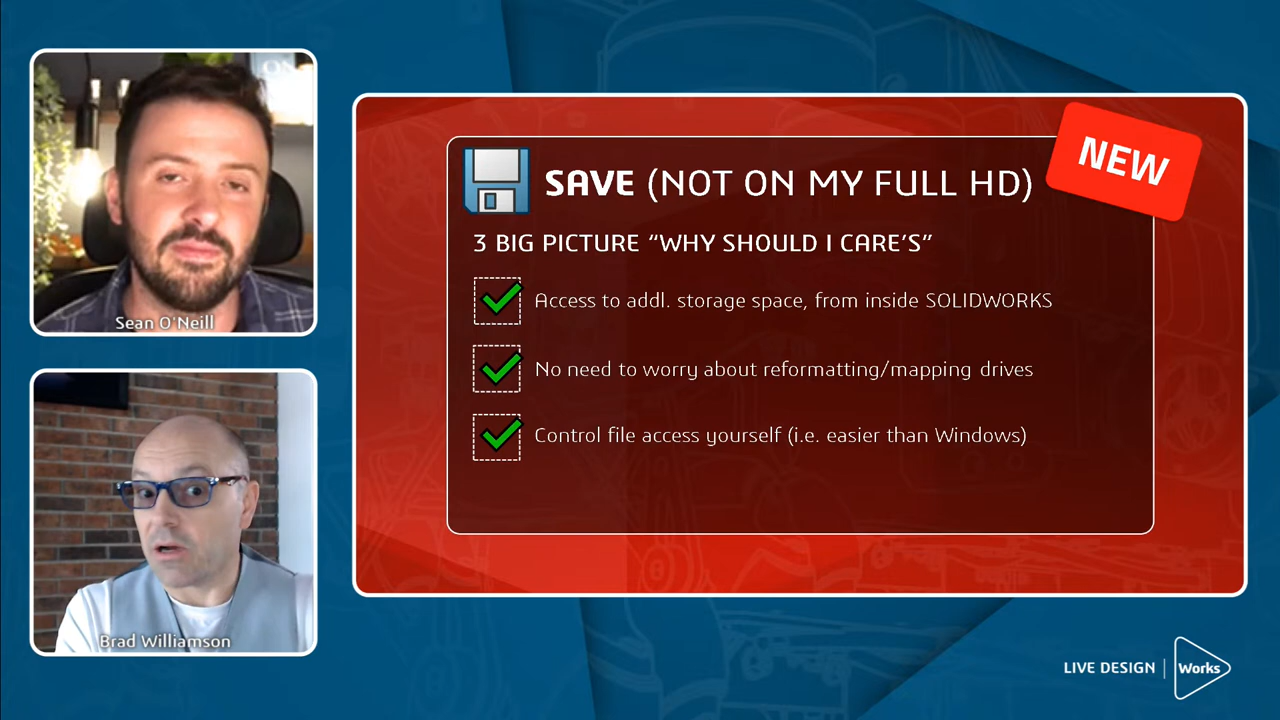 ON
Sean O'Neill
Brad Williamson
SAVE (NOT ON MY FULL HD)
NEW
3 BIG PICTURE “WHY SHOULD I CARE’S”
Access to addl. storage space, from inside SOLIDWORKS
No need to worry about reformatting/mapping drives
Control file access yourself (i.e. easier than Windows)
LIVE DESIGN
Works